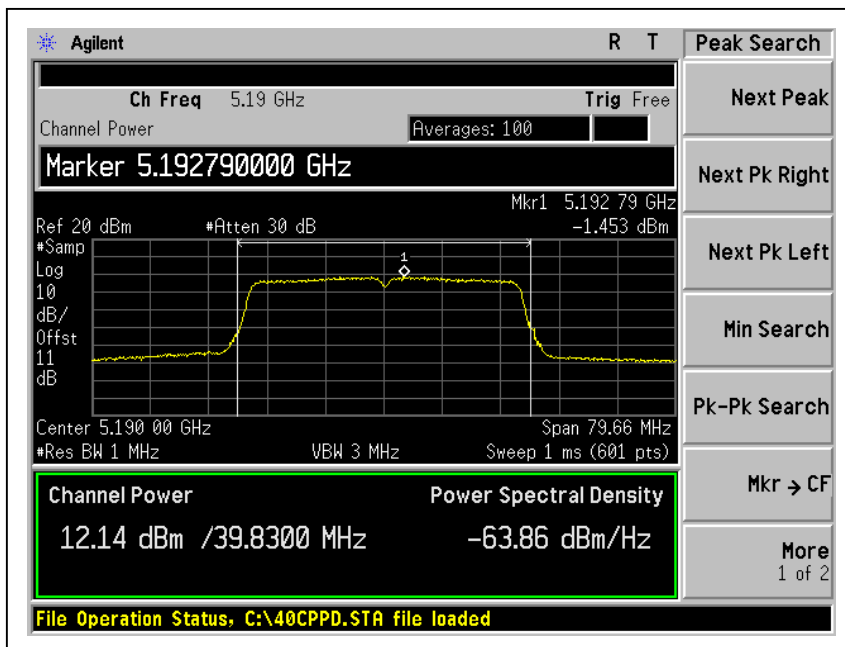 Agilent R T
Peak Search
Ch Freq 5.19 GHz Trig Free
Channel Power Averages: 100
Marker 5.192790000 GHz
Mkr1 5.192 79 GHz
Ref 20 dBm #Atten 30 dB -1.453 dBm
#Samp
Log
10
dB/
Offst
11
dB
1
Center 5.190 00 GHz Span 79.66 MHz
#Res BW 1 MHz VBW 3 MHz Sweep 1 ms (601 pts)
Channel Power Power Spectral Density
12.14 dBm /39.8300 MHz -63.86 dBm/Hz
File Operation Status, C:\40CPPD.STA file loaded
Next Peak
Next Pk Right
Next Pk Left
Min Search
Pk-Pk Search
Mkr → CF
More
1 of 2